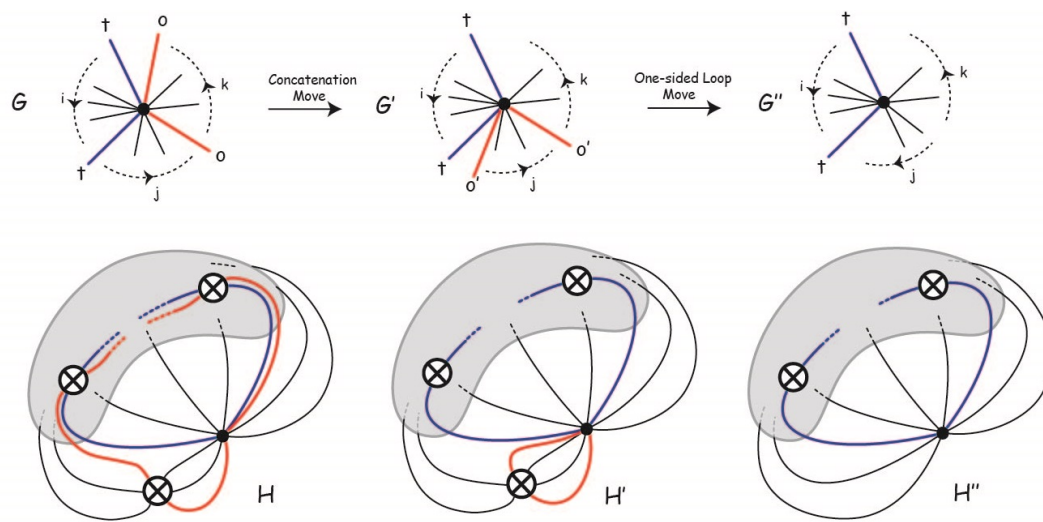 t o t t
G i k Concatenation Move G' i k One-sided Loop Move G'' i k
t j o t o' j o' t j
H H' H''